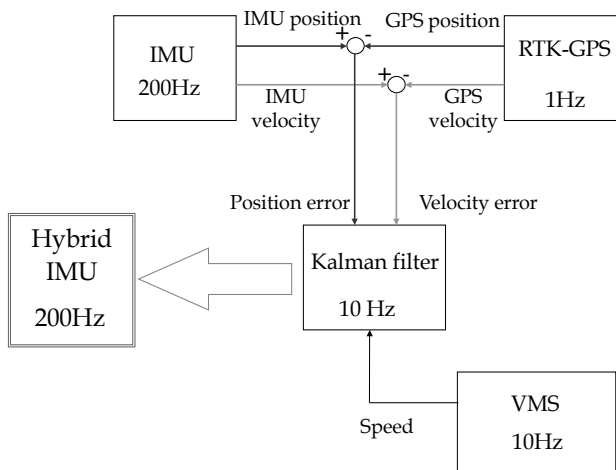 IMU position
GPS position
+
-
IMU
200Hz
RTK-GPS
1Hz
+
-
IMU
velocity
GPS
velocity
Position error
Velocity error
Hybrid
IMU
200Hz
Kalman filter
10 Hz
Speed
VMS
10Hz